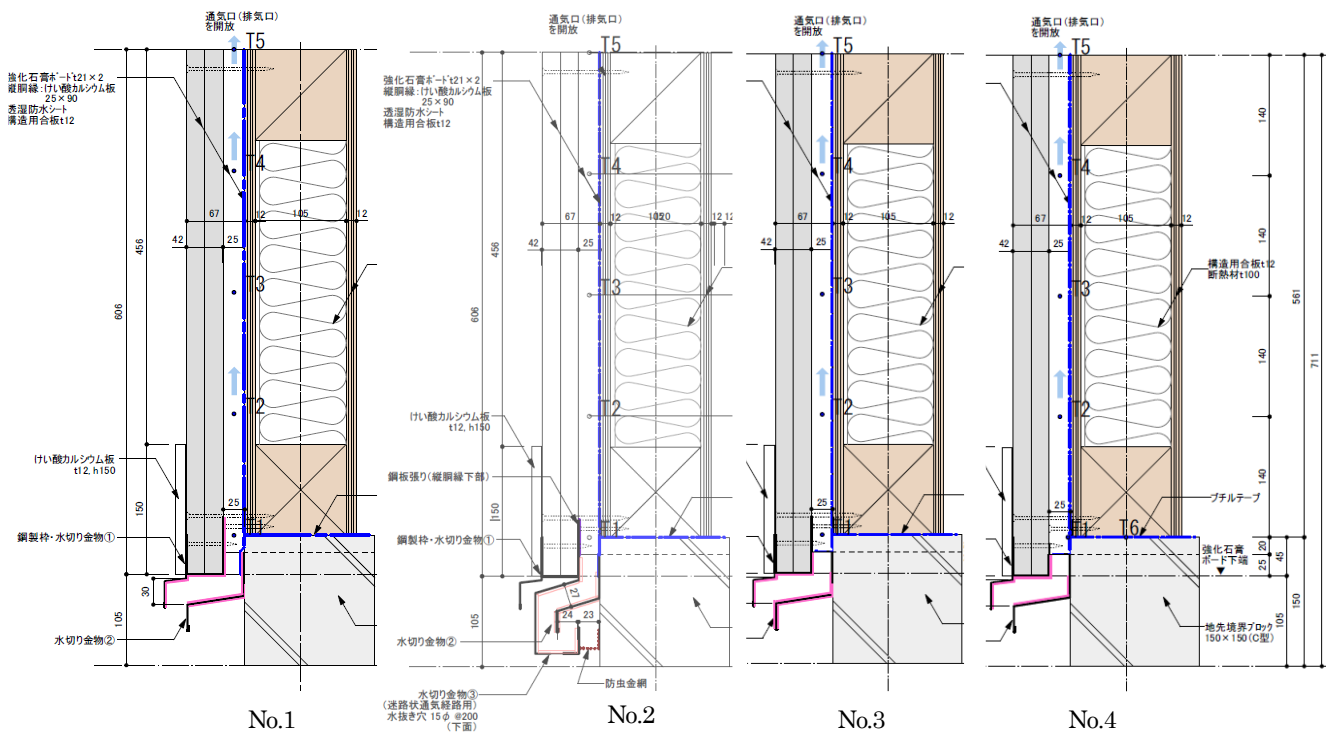 通気口(排気口)
を開放
T5
強化石膏ボードt21×2
縦胴縁:けい酸カルシウム板
25×90
透湿防水シート
構造用合板t12
T4
67
12
105
12
42
25
456
606
T3
T2
けい酸カルシウム板
t12, h150
25
150
T1
鋼製枠・水切り金物①
30
105
水切り金物②
No.1
通気口(排気口)
を開放
T5
強化石膏ボードt21×2
縦胴縁:けい酸カルシウム板
25×90
透湿防水シート
構造用合板t12
T4
67
12
10520
12
12
42
25
456
606
T3
T2
けい酸カルシウム板
t12, h150
鋼板張り(縦胴縁下部)
150
T1
鋼製枠・水切り金物①
27
24
23
105
水切り金物②
防虫金網
水切り金物③
(迷路状通気経路用)
水抜き穴 15φ @200
(下面)
No.2
通気口(排気口)
を開放
T5
T4
67
12
105
12
42
25
T3
T2
25
T1
No.3
通気口(排気口)
を開放
T5
140
T4
67
12
105
12
42
25
140
構造用合板t12
断熱材t100
T3
561
140
711
T2
140
25
ブチルテープ
T1
T6
強化石膏
ボード下端
20
25
45
150
105
地先境界ブロック
150×150(C型)
No.4